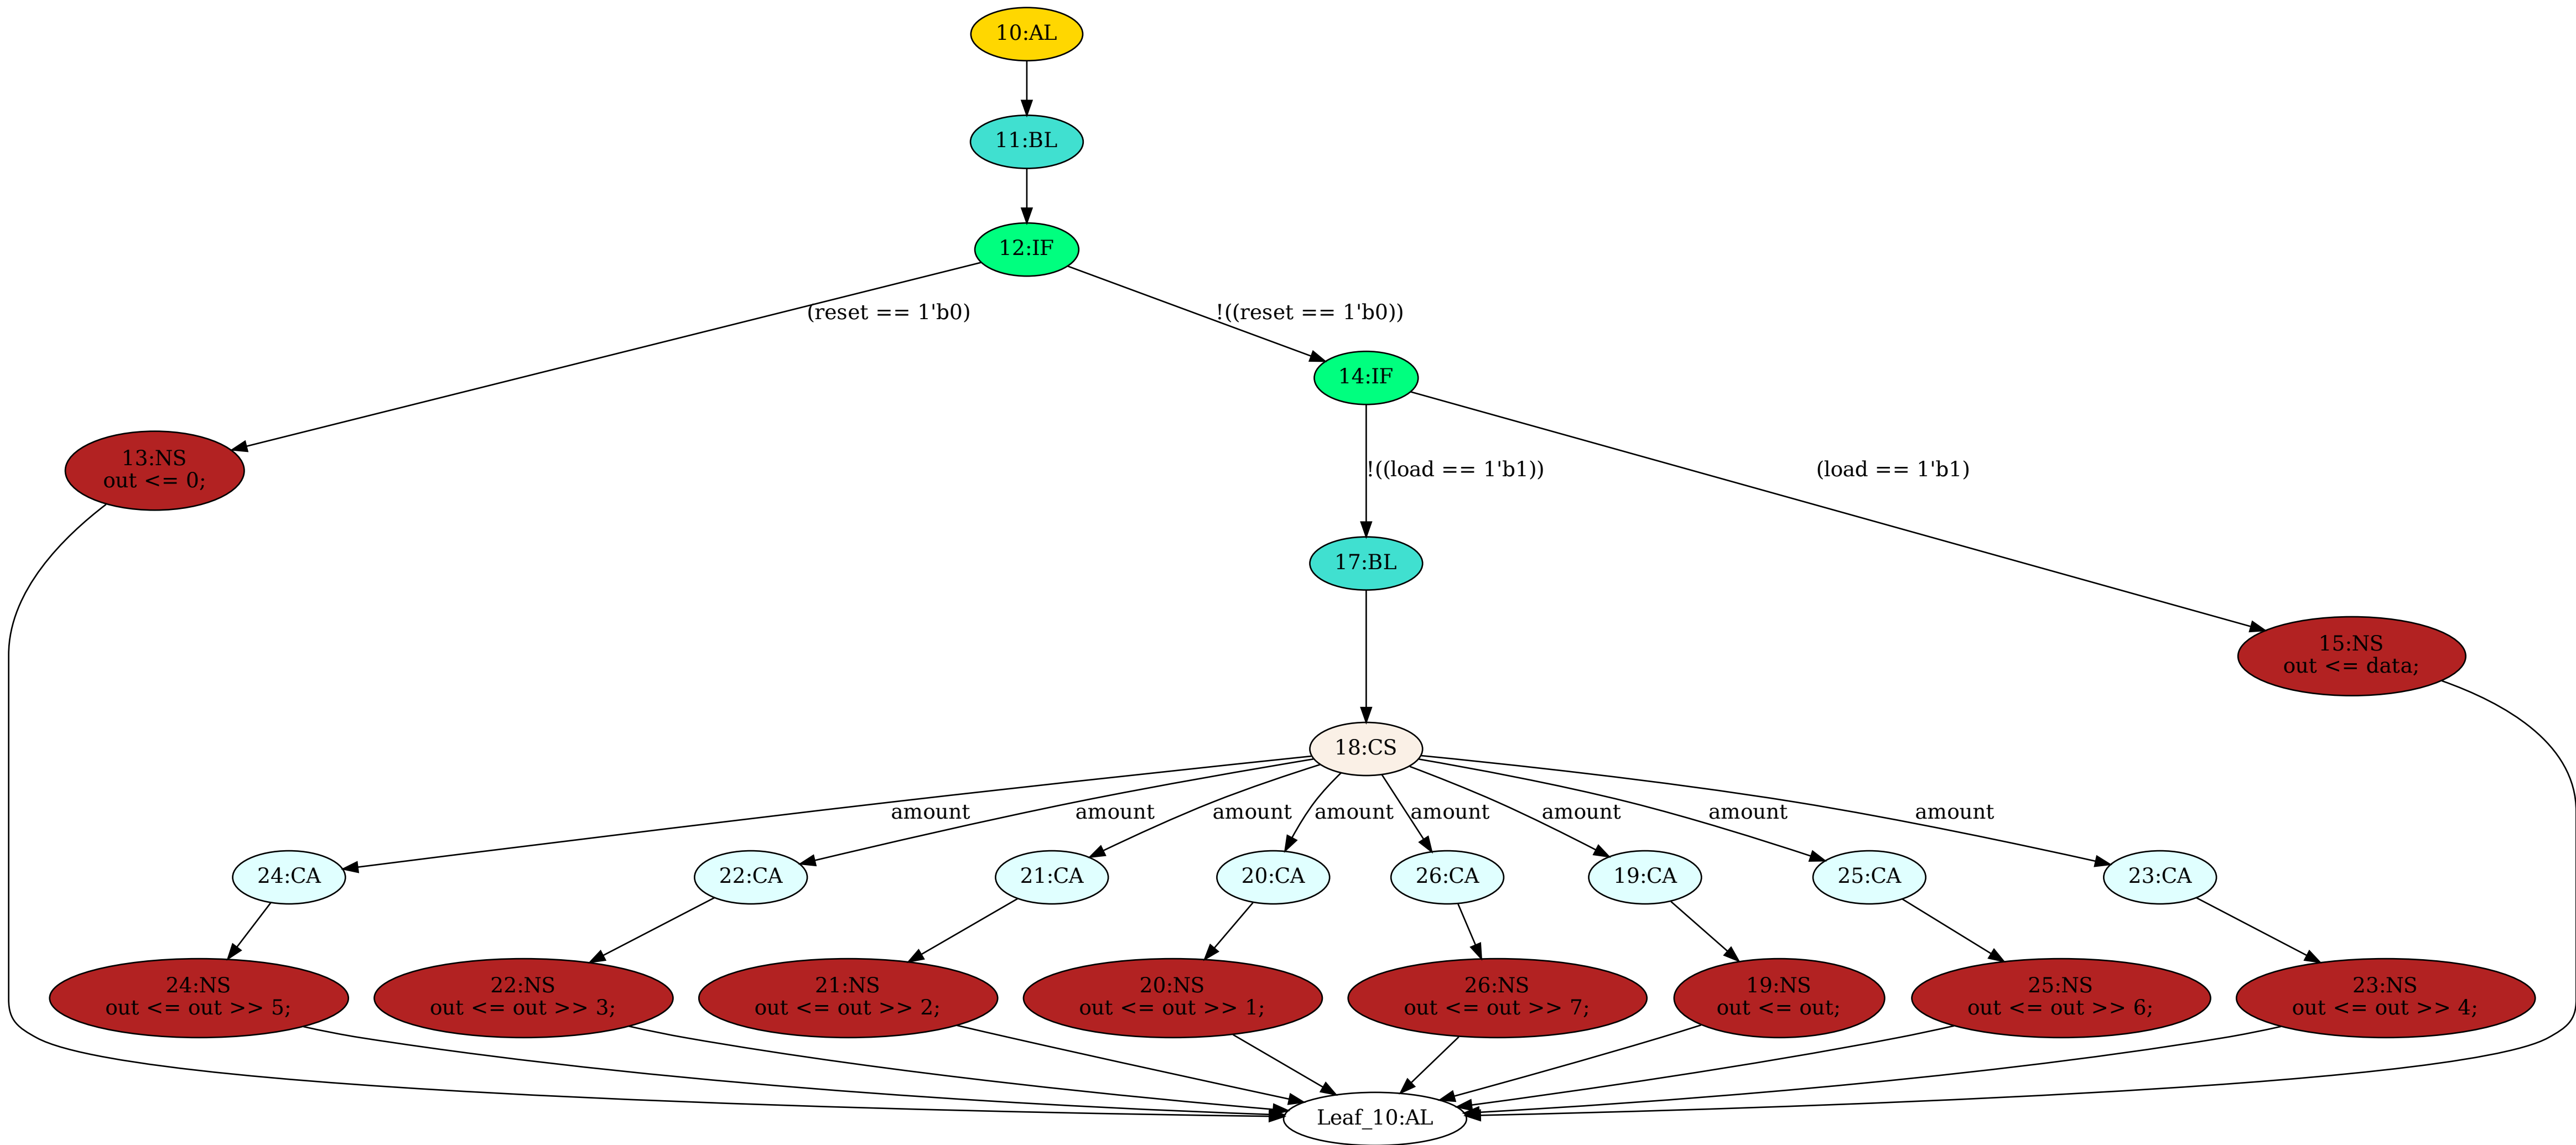 10:AL
11:BL
12:IF
(reset == 1'b0)
!((reset == 1'b0))
14:IF
13:NS
out <= 0;
!((load == 1'b1))
(load == 1'b1)
17:BL
15:NS
out <= data;
18:CS
amount
amount
amount
amount
amount
amount
amount
amount
24:CA
22:CA
21:CA
20:CA
26:CA
19:CA
25:CA
23:CA
24:NS
out <= out >> 5;
22:NS
out <= out >> 3;
21:NS
out <= out >> 2;
20:NS
out <= out >> 1;
26:NS
out <= out >> 7;
19:NS
out <= out;
25:NS
out <= out >> 6;
23:NS
out <= out >> 4;
Leaf_10:AL